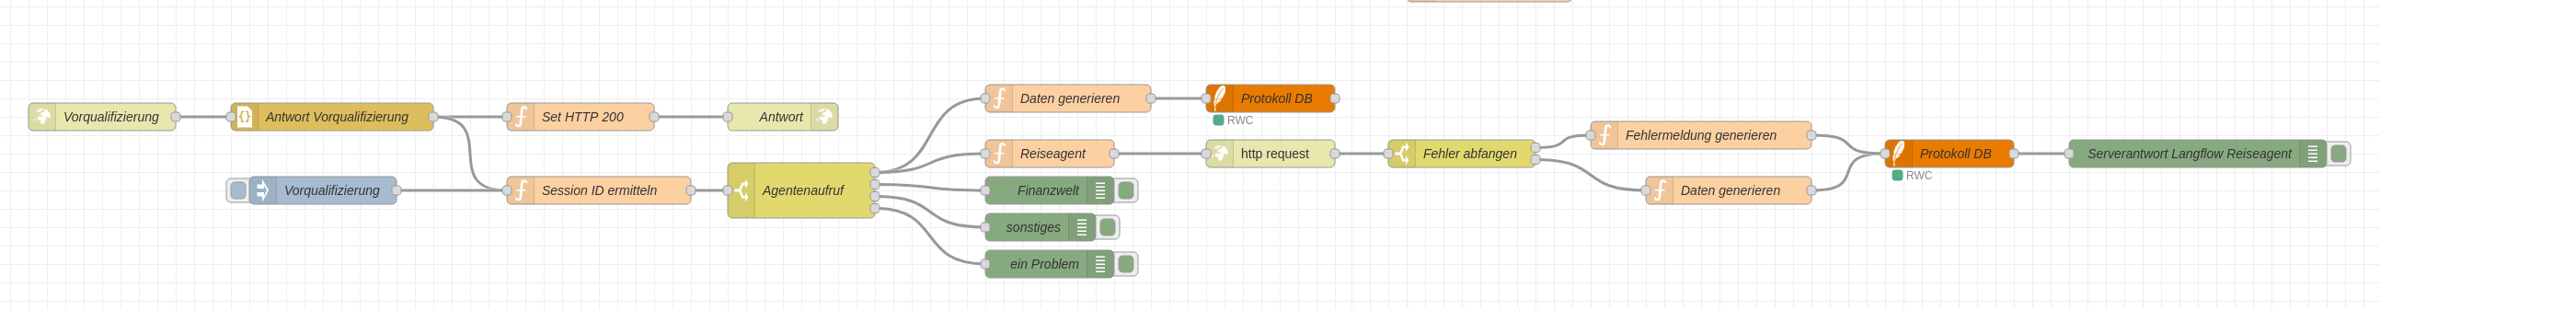 Vorqualifizierung
Antwort Vorqualifizierung
Set HTTP 200
Antwort
Vorqualifizierung
Session ID ermitteln
Agentenaufruf
Daten generieren
Protokoll DB
RWC
Reiseagent
http request
Fehler abfangen
Finanzwelt
sonstiges
ein Problem
Fehlermeldung generieren
Daten generieren
Protokoll DB
RWC
Serverantwort Langflow Reiseagent